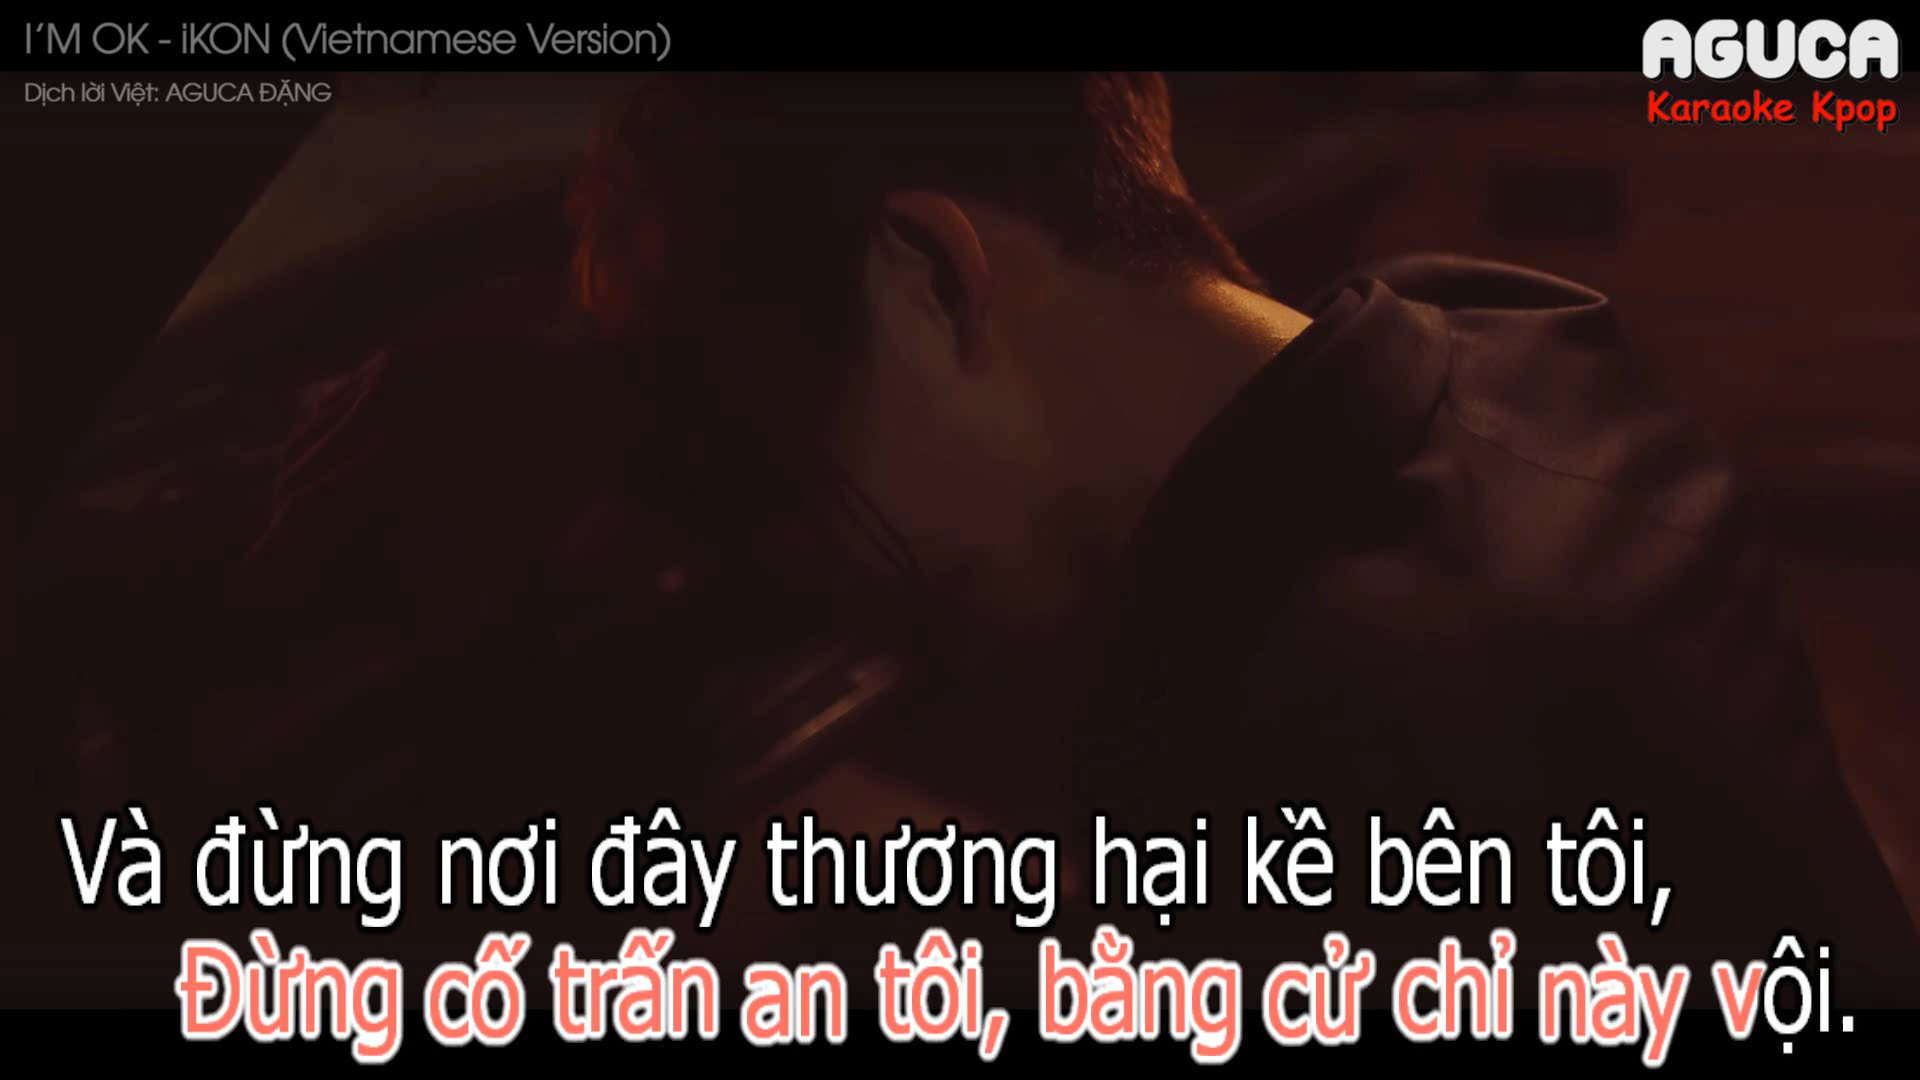 I'M OK - iKON (Vietnamese Version)
Dịch lời Việt: AGUCA ĐẶNG
AGUCA
Karaoke Kpop
Và đừng nơi đây thương hại kề bên tôi,
Đừng cố trấn an tôi, bằng cử chỉ này vội.